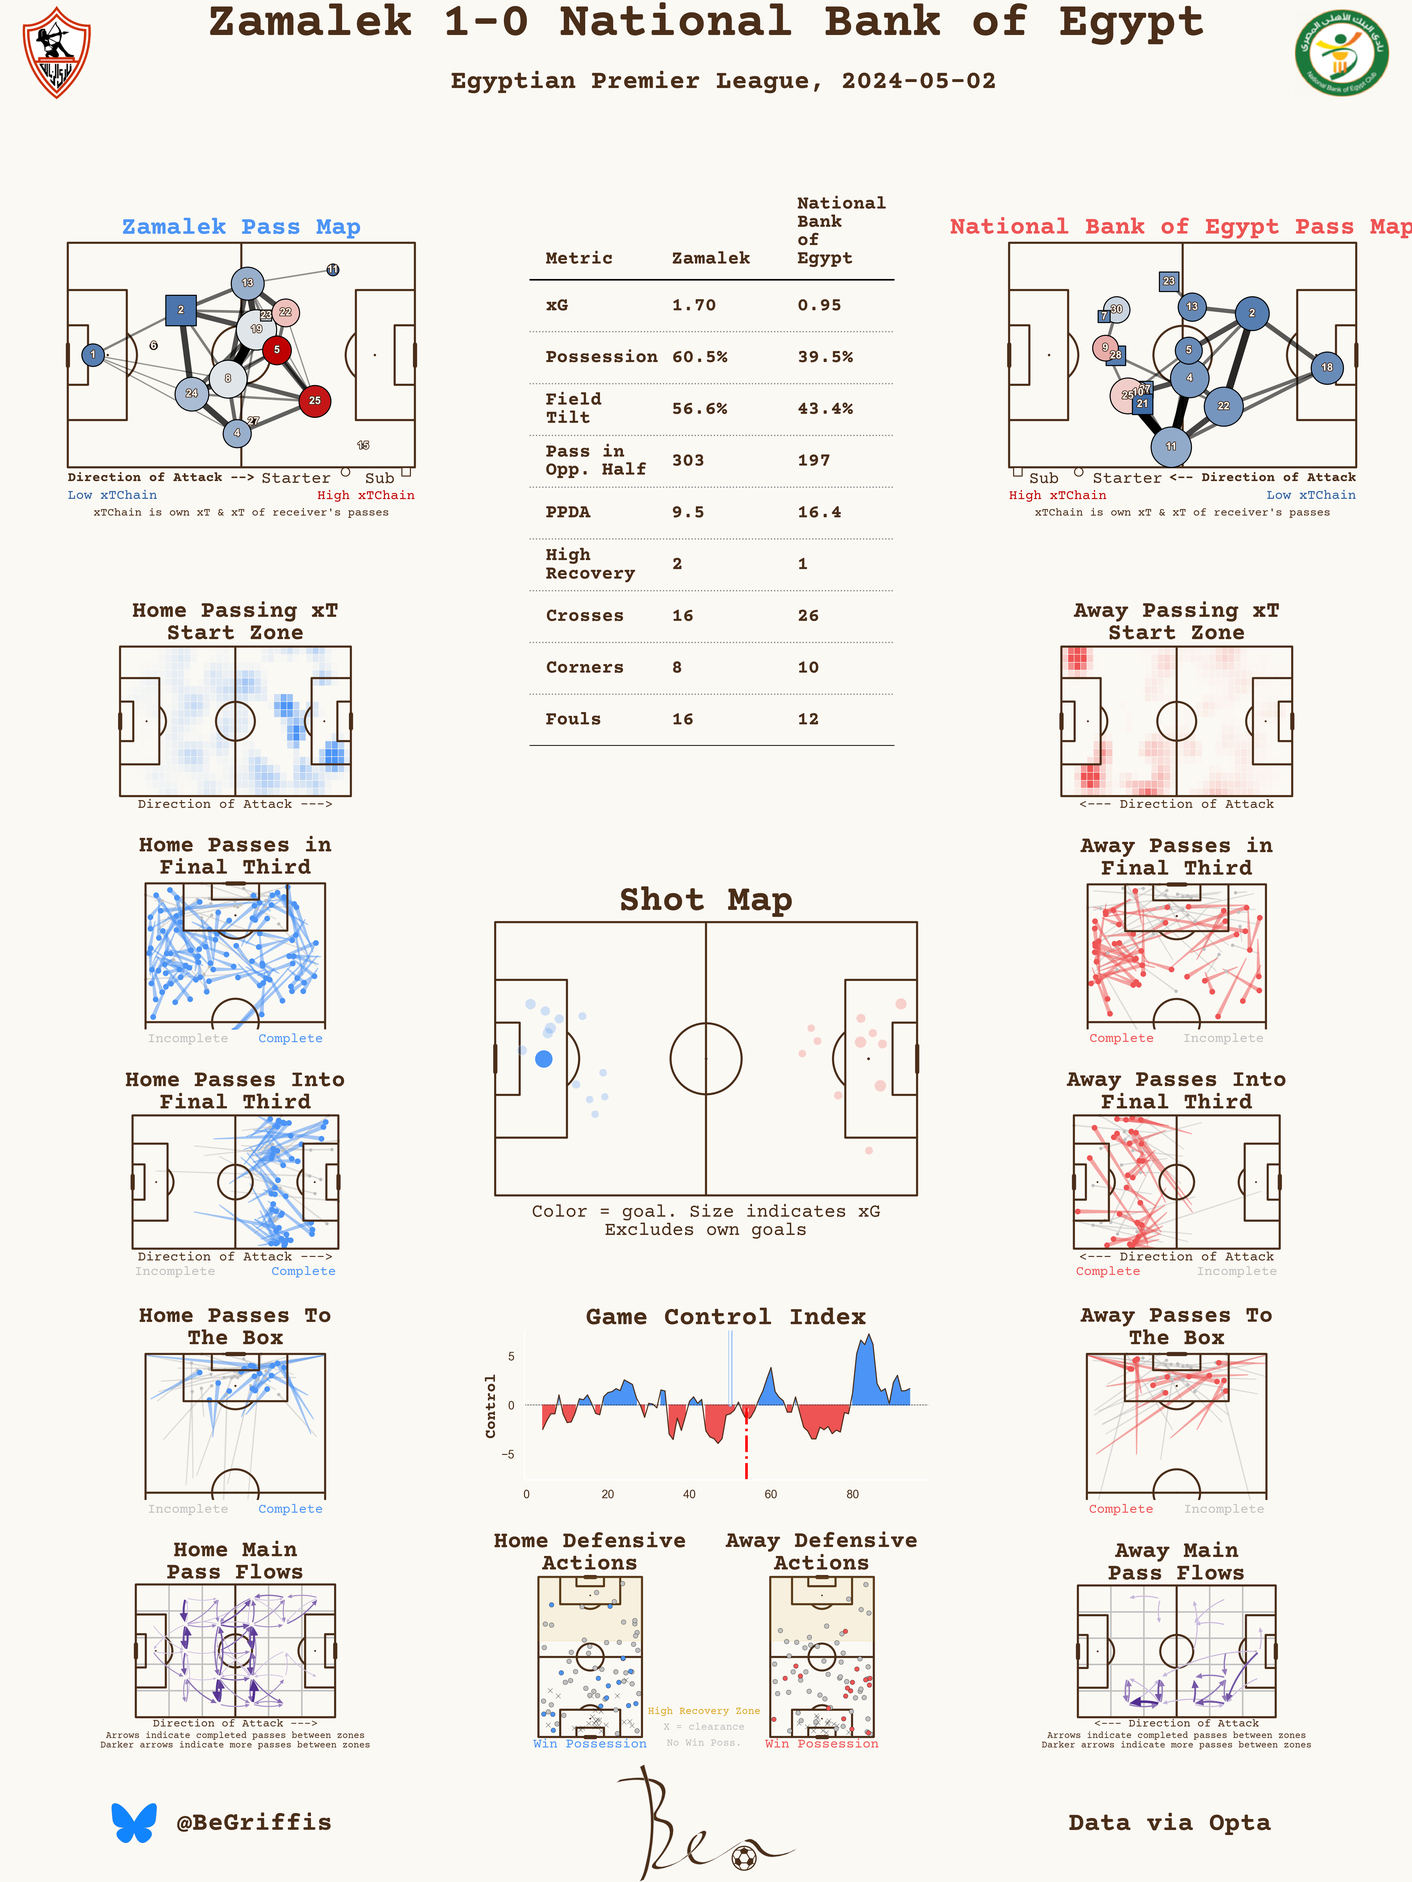 Zamalek 1-0 National Bank of Egypt
Egyptian Premier League, 2024-05-02
نادي البنك الأهلي المصري
National Bank of Egypt Club
Zamalek Pass Map
1
2
6
13
11
23
22
19
5
8
24
25
27
4
15
Direction of Attack --> Starter Sub
Low xTChain High xTChain
xTChain is own xT & xT of receiver's passes
Metric Zamalek National Bank of Egypt
xG 1.70 0.95
Possession 60.5% 39.5%
Field Tilt 56.6% 43.4%
Pass in Opp. Half 303 197
PPDA 9.5 16.4
High Recovery 2 1
Crosses 16 26
Corners 8 10
Fouls 16 12
National Bank of Egypt Pass Map
23
30
7
13
2
9
28
5
18
4
25
10
21
22
11
Sub Starter <-- Direction of Attack
High xTChain Low xTChain
xTChain is own xT & xT of receiver's passes
Home Passing xT
Start Zone
Direction of Attack --->
Away Passing xT
Start Zone
<--- Direction of Attack
Home Passes in
Final Third
Incomplete Complete
Away Passes in
Final Third
Complete Incomplete
Shot Map
Color = goal. Size indicates xG
Excludes own goals
Home Passes Into
Final Third
Direction of Attack --->
Incomplete Complete
Away Passes Into
Final Third
<--- Direction of Attack
Complete Incomplete
Home Passes To
The Box
Incomplete Complete
Game Control Index
Control
5
0
−5
0 20 40 60 80
Away Passes To
The Box
Complete Incomplete
Home Main
Pass Flows
Direction of Attack --->
Arrows indicate completed passes between zones
Darker arrows indicate more passes between zones
Home Defensive
Actions
Win Possession
Away Defensive
Actions
Win Possession
High Recovery Zone
X = clearance
No Win Poss.
Away Main
Pass Flows
<--- Direction of Attack
Arrows indicate completed passes between zones
Darker arrows indicate more passes between zones
@BeGriffis
Ben
Data via Opta